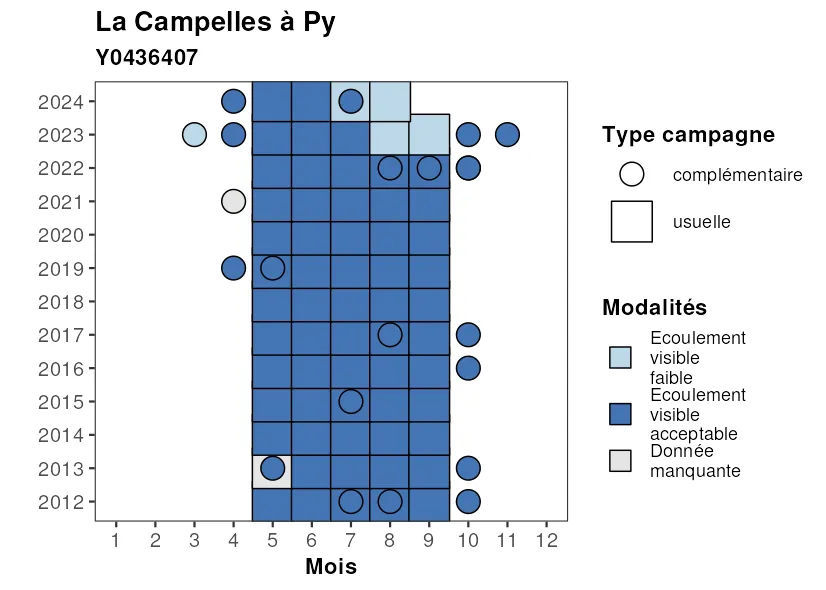 La Campelles à Py
Y0436407
2024
2023
2022
2021
2020
2019
2018
2017
2016
2015
2014
2013
2012
1 2 3 4 5 6 7 8 9 10 11 12
Mois
Type campagne
complémentaire
usuelle
Modalités
Ecoulement
visible
faible
Ecoulement
visible
acceptable
Donnée
manquante